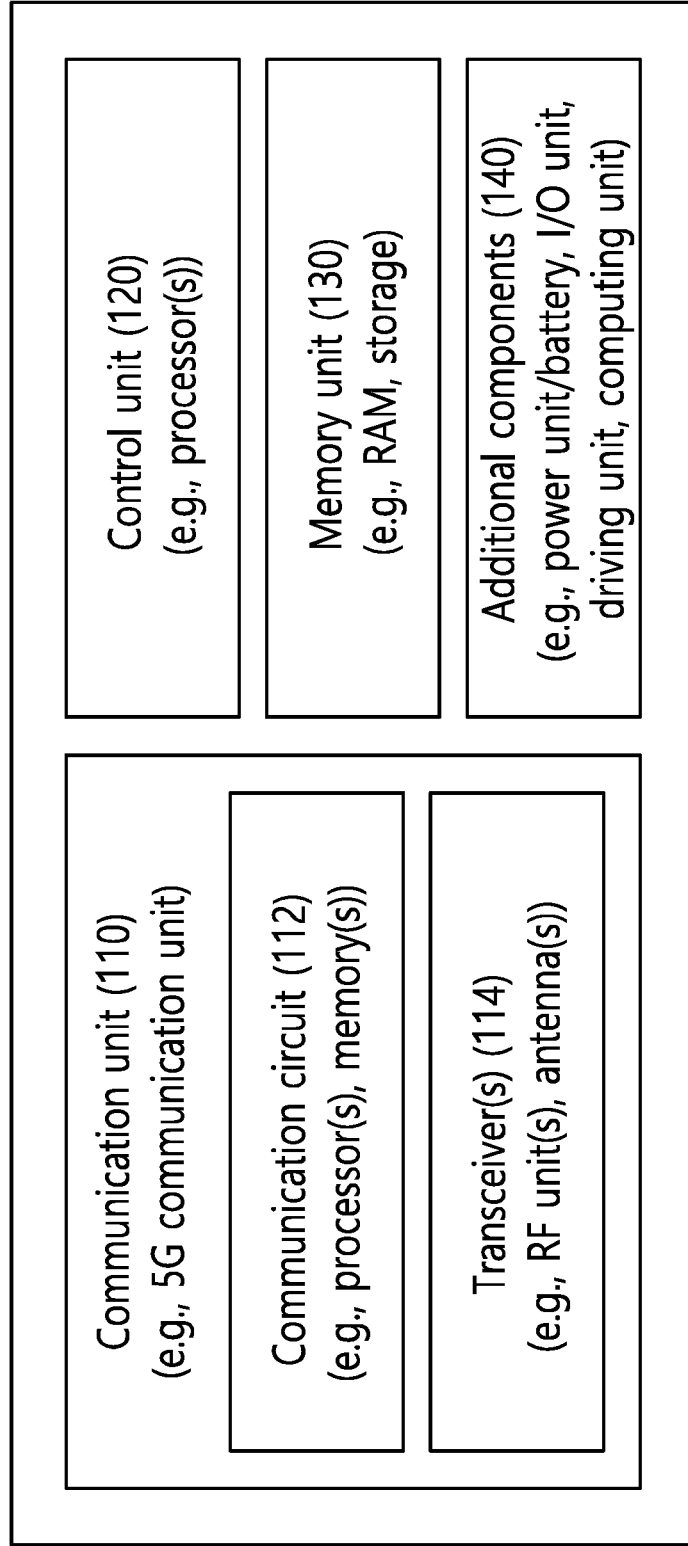 Communication unit (110)
(e.g., 5G communication unit)
Communication circuit (112)
(e.g., processor(s), memory(s))
Transceiver(s) (114)
(e.g., RF unit(s), antenna(s))
Control unit (120)
(e.g., processor(s))
Memory unit (130)
(e.g., RAM, storage)
Additional components (140)
(e.g., power unit/battery, I/O unit,
driving unit, computing unit)